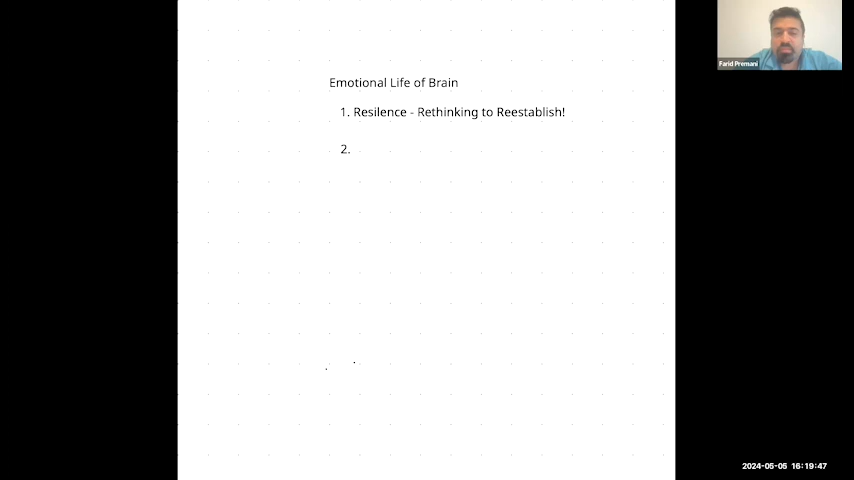 Emotional Life of Brain
1. Resilence - Rethinking to Reestablish!
2.
Farid Premani
2024-05-05 16:19:47